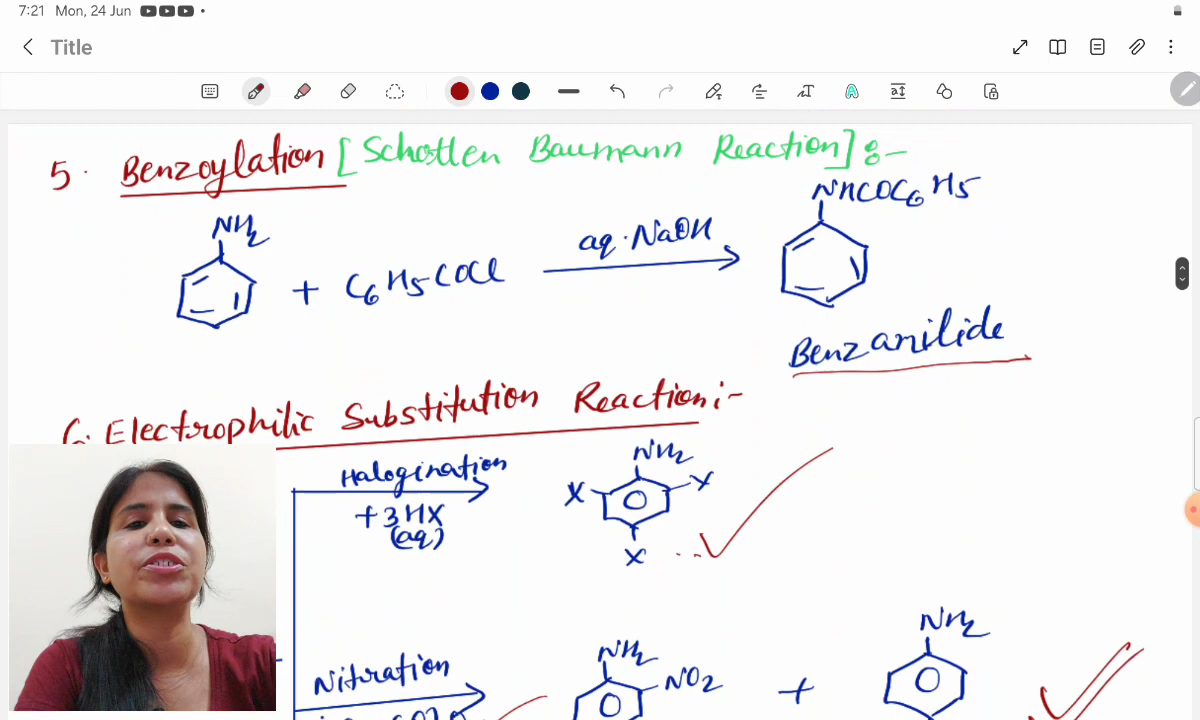 7:21 Mon, 24 Jun
Title
5. Benzoylation [Schotten Baumann Reaction] :-
NH2
+ C6H5COCl
aq. NaOH
NHCOC6H5
Benzanilide
6. Electrophilic Substitution Reaction :-
Halogination
+3HX
(aq)
NH2
X
X
X
Nitration
NH2
NO2
+
NH2